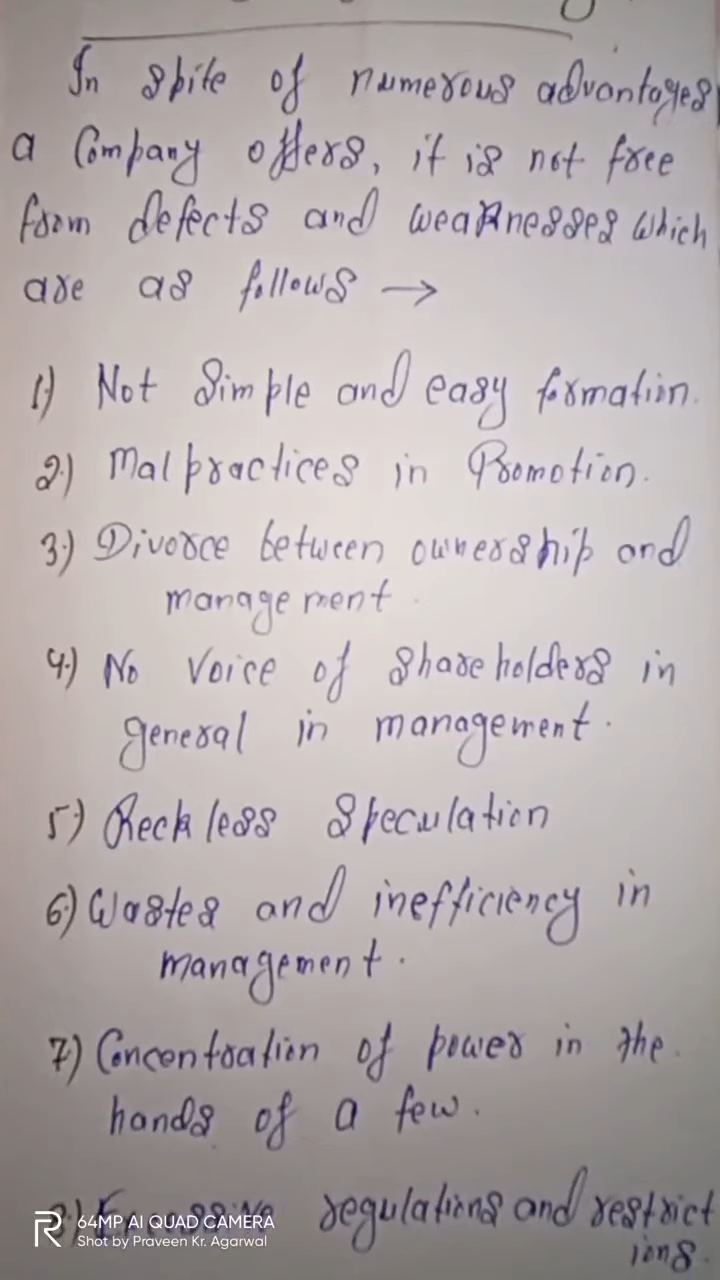 In spite of numerous advantages
a Company offers, it is not free
from defects and weaknesses which
are as follows →
1) Not Simple and easy formation.
2.) Malpractices in Promotion.
3.) Divorce between ownership and
management.
4.) No Voice of Shareholders in
general in management.
5.) Reckless Speculation
6.) Wastes and inefficiency in
management.
7.) Concentration of power in the
hands of a few.
8.) Excessive regulations and restrict
ions.
64MP AI QUAD CAMERA
Shot by Praveen Kr. Agarwal